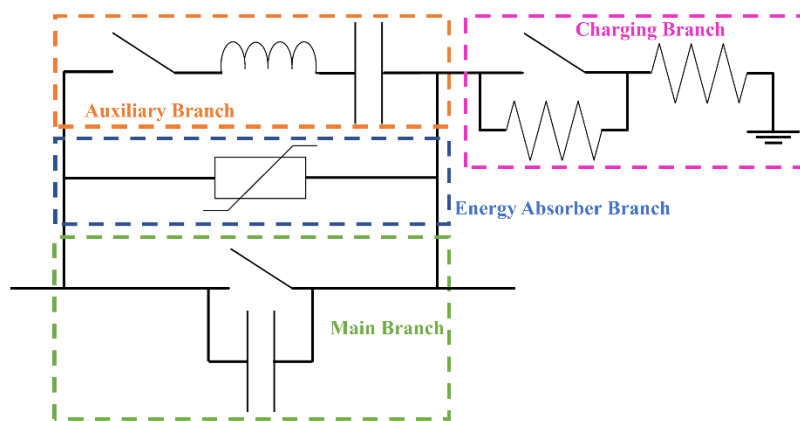 Charging Branch
Auxiliary Branch
Energy Absorber Branch
Main Branch